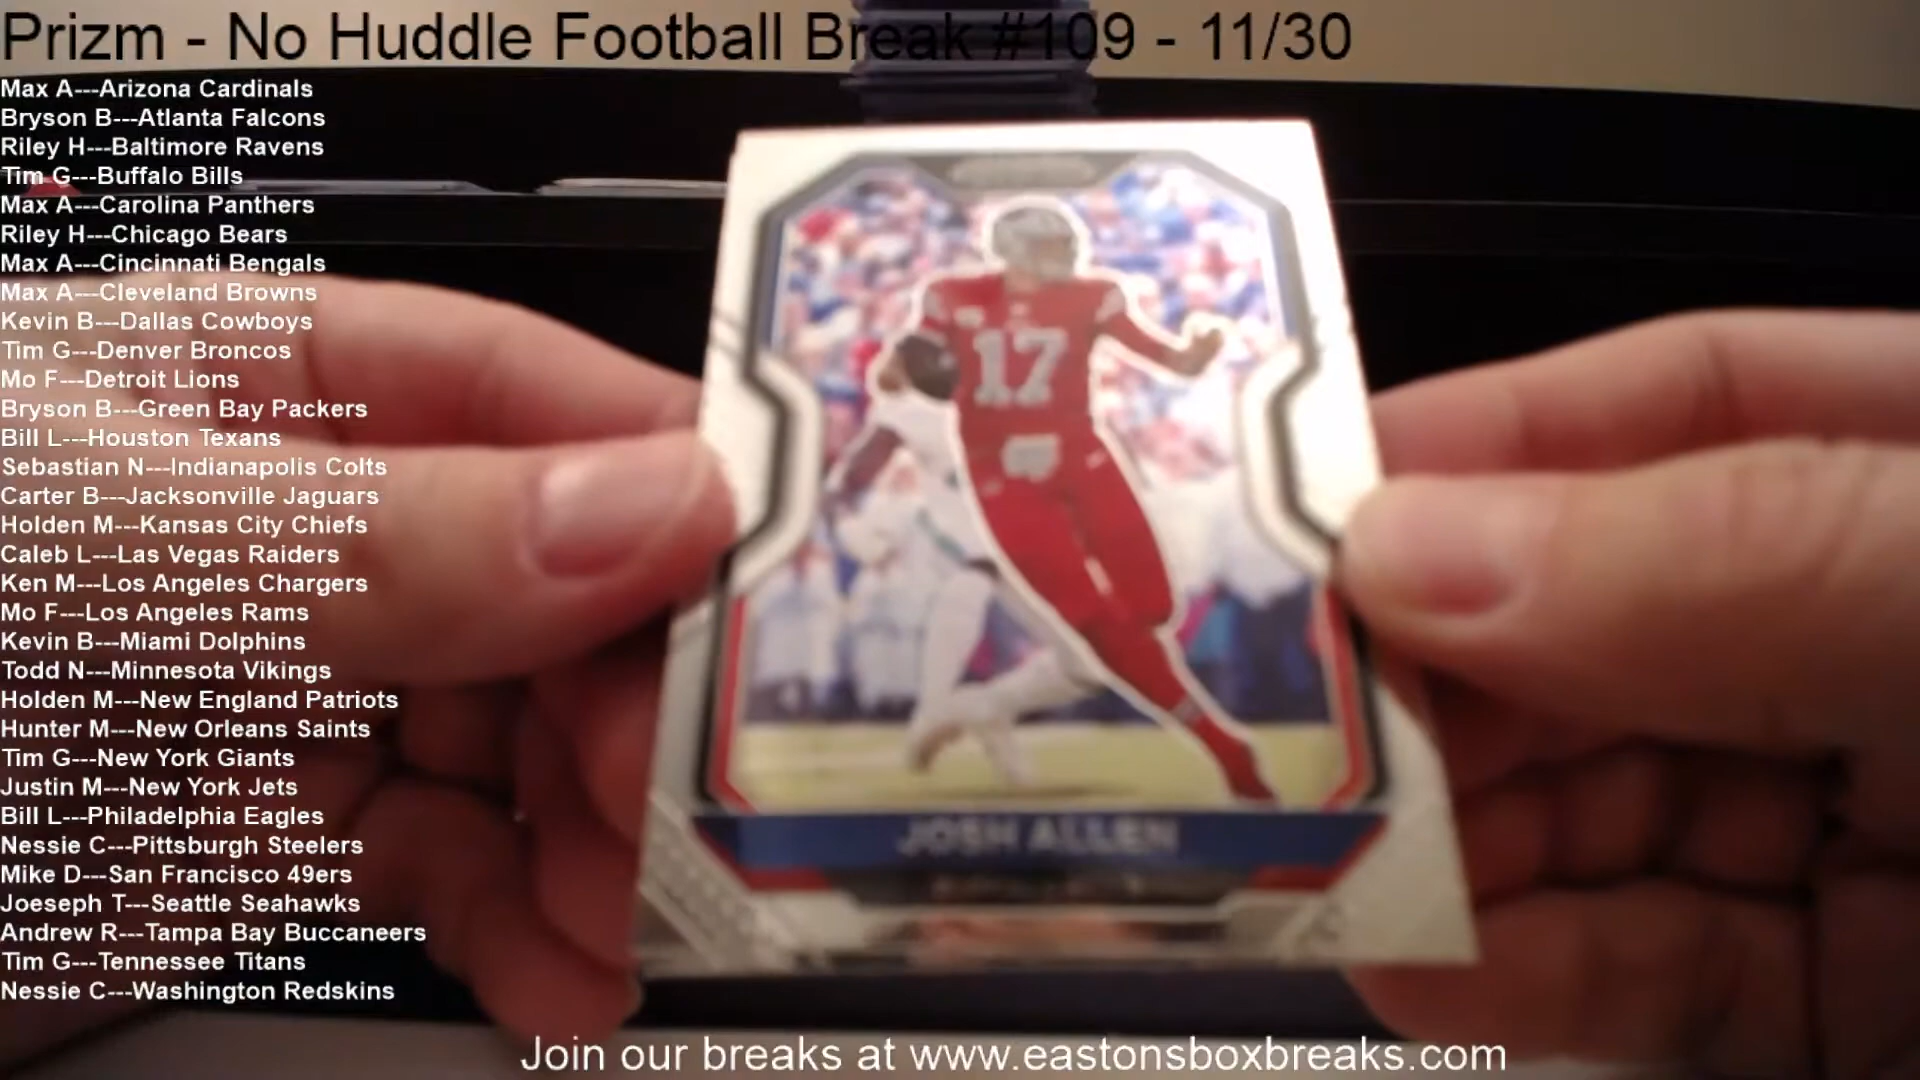 Prizm - No Huddle Football Break #109 - 11/30
Max A---Arizona Cardinals
Bryson B---Atlanta Falcons
Riley H---Baltimore Ravens
Tim G---Buffalo Bills
Max A---Carolina Panthers
Riley H---Chicago Bears
Max A---Cincinnati Bengals
Max A---Cleveland Browns
Kevin B---Dallas Cowboys
Tim G---Denver Broncos
Mo F---Detroit Lions
Bryson B---Green Bay Packers
Bill L---Houston Texans
Sebastian N---Indianapolis Colts
Carter B---Jacksonville Jaguars
Holden M---Kansas City Chiefs
Caleb L---Las Vegas Raiders
Ken M---Los Angeles Chargers
Mo F---Los Angeles Rams
Kevin B---Miami Dolphins
Todd N---Minnesota Vikings
Holden M---New England Patriots
Hunter M---New Orleans Saints
Tim G---New York Giants
Justin M---New York Jets
Bill L---Philadelphia Eagles
Nessie C---Pittsburgh Steelers
Mike D---San Francisco 49ers
Joeseph T---Seattle Seahawks
Andrew R---Tampa Bay Buccaneers
Tim G---Tennessee Titans
Nessie C---Washington Redskins
17
JOSH ALLEN
Join our breaks at www.eastonsboxbreaks.com